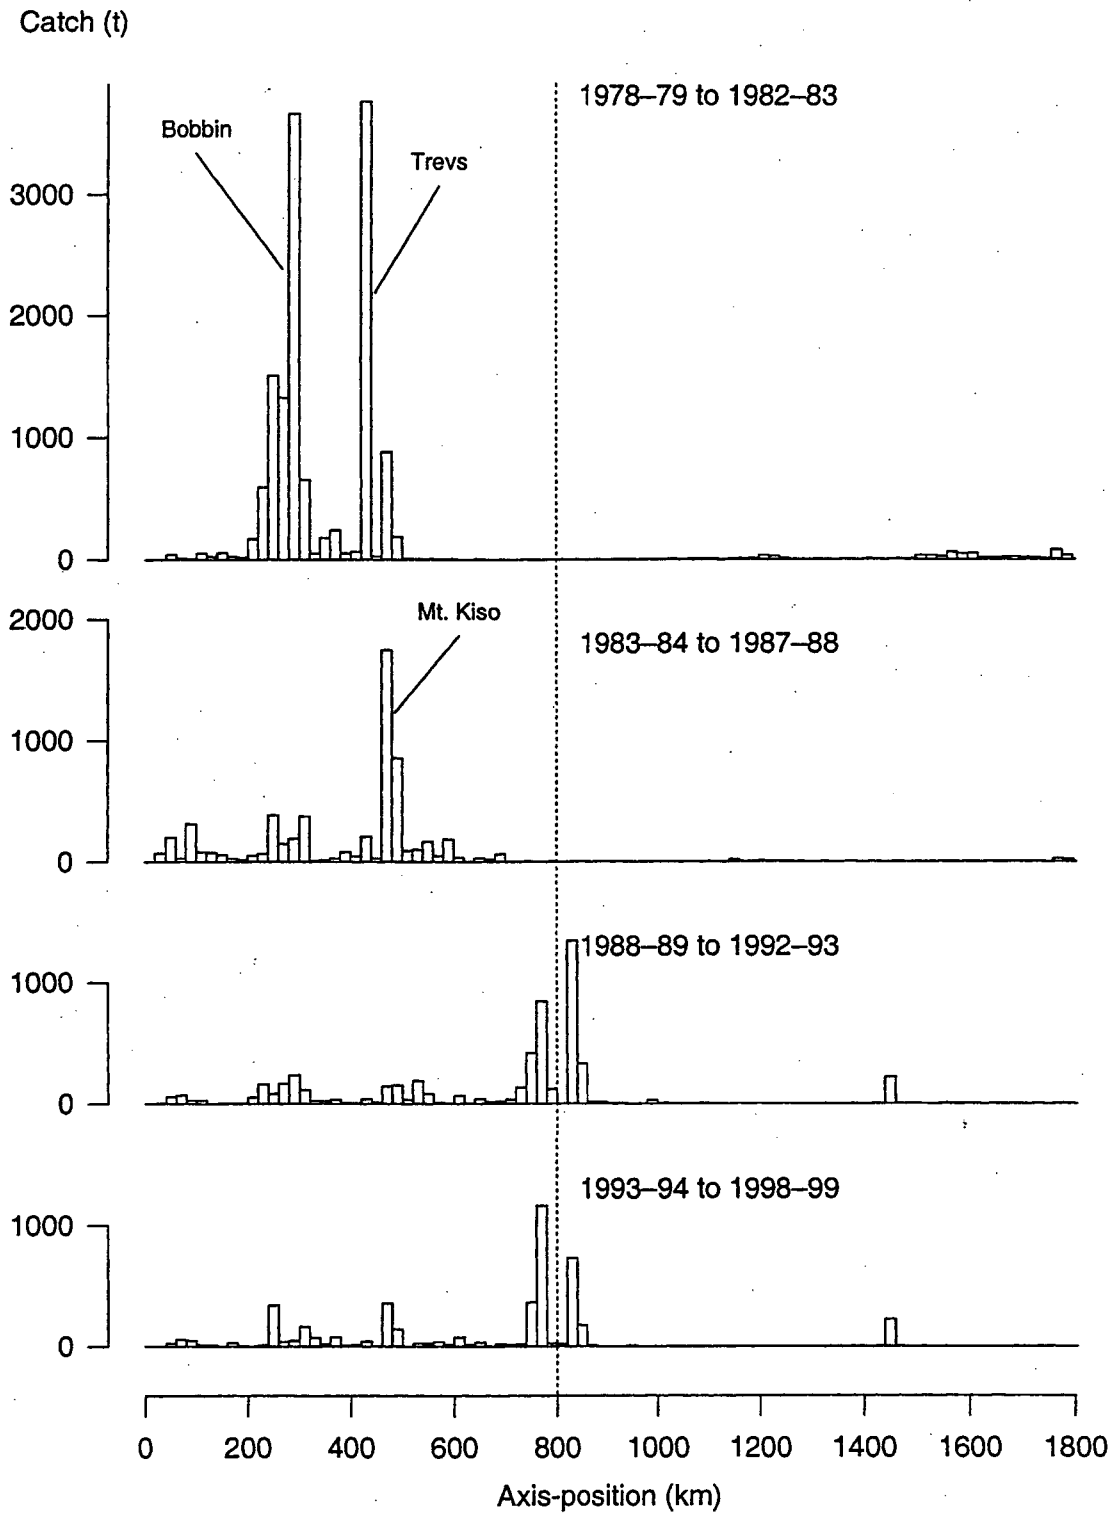 Catch (t)
1978–79 to 1982–83
Bobbin
Trevs
3000
2000
1000
0
Mt. Kiso
2000
1983–84 to 1987–88
1000
0
1988–89 to 1992–93
1000
0
1993–94 to 1998–99
1000
0
0 200 400 600 800 1000 1200 1400 1600 1800
Axis-position (km)